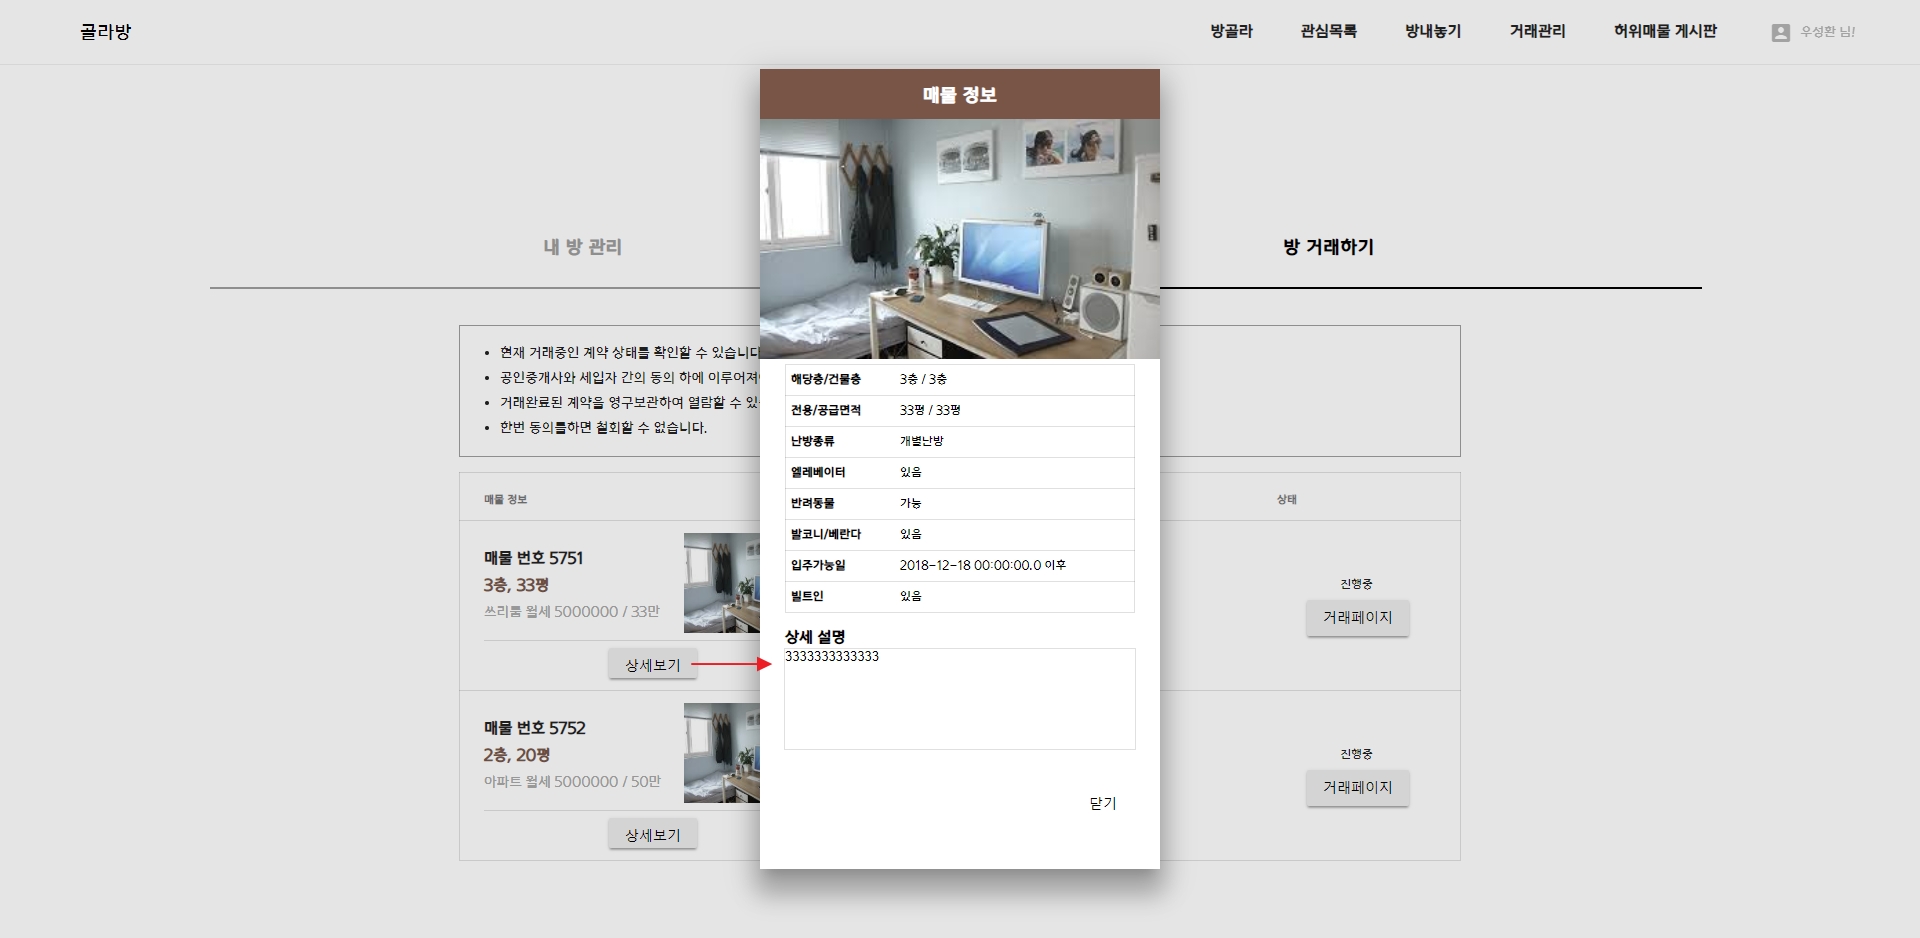 골라방
방골라
관심목록
방내놓기
거래관리
허위매물 게시판
우성환 님!
내 방 관리
방 거래하기
현재 거래중인 계약 상태를 확인할 수 있습니다
공인중개사와 세입자 간의 동의 하에 이루어져
거래완료된 계약을 영구보관하여 열람할 수 있
한번 동의를하면 철회할 수 없습니다.
매물 정보
상태
매물 번호 5751
3층, 33평
쓰리룸 월세 5000000 / 33만
상세보기
진행중
거래페이지
매물 번호 5752
2층, 20평
아파트 월세 5000000 / 50만
상세보기
진행중
거래페이지
매물 정보
해당층/건물층 3층 / 3층
전용/공급면적 33평 / 33평
난방종류 개별난방
엘레베이터 있음
반려동물 가능
발코니/베란다 있음
입주가능일 2018-12-18 00:00:00.0 이후
빌트인 있음
상세 설명
3333333333333
닫기